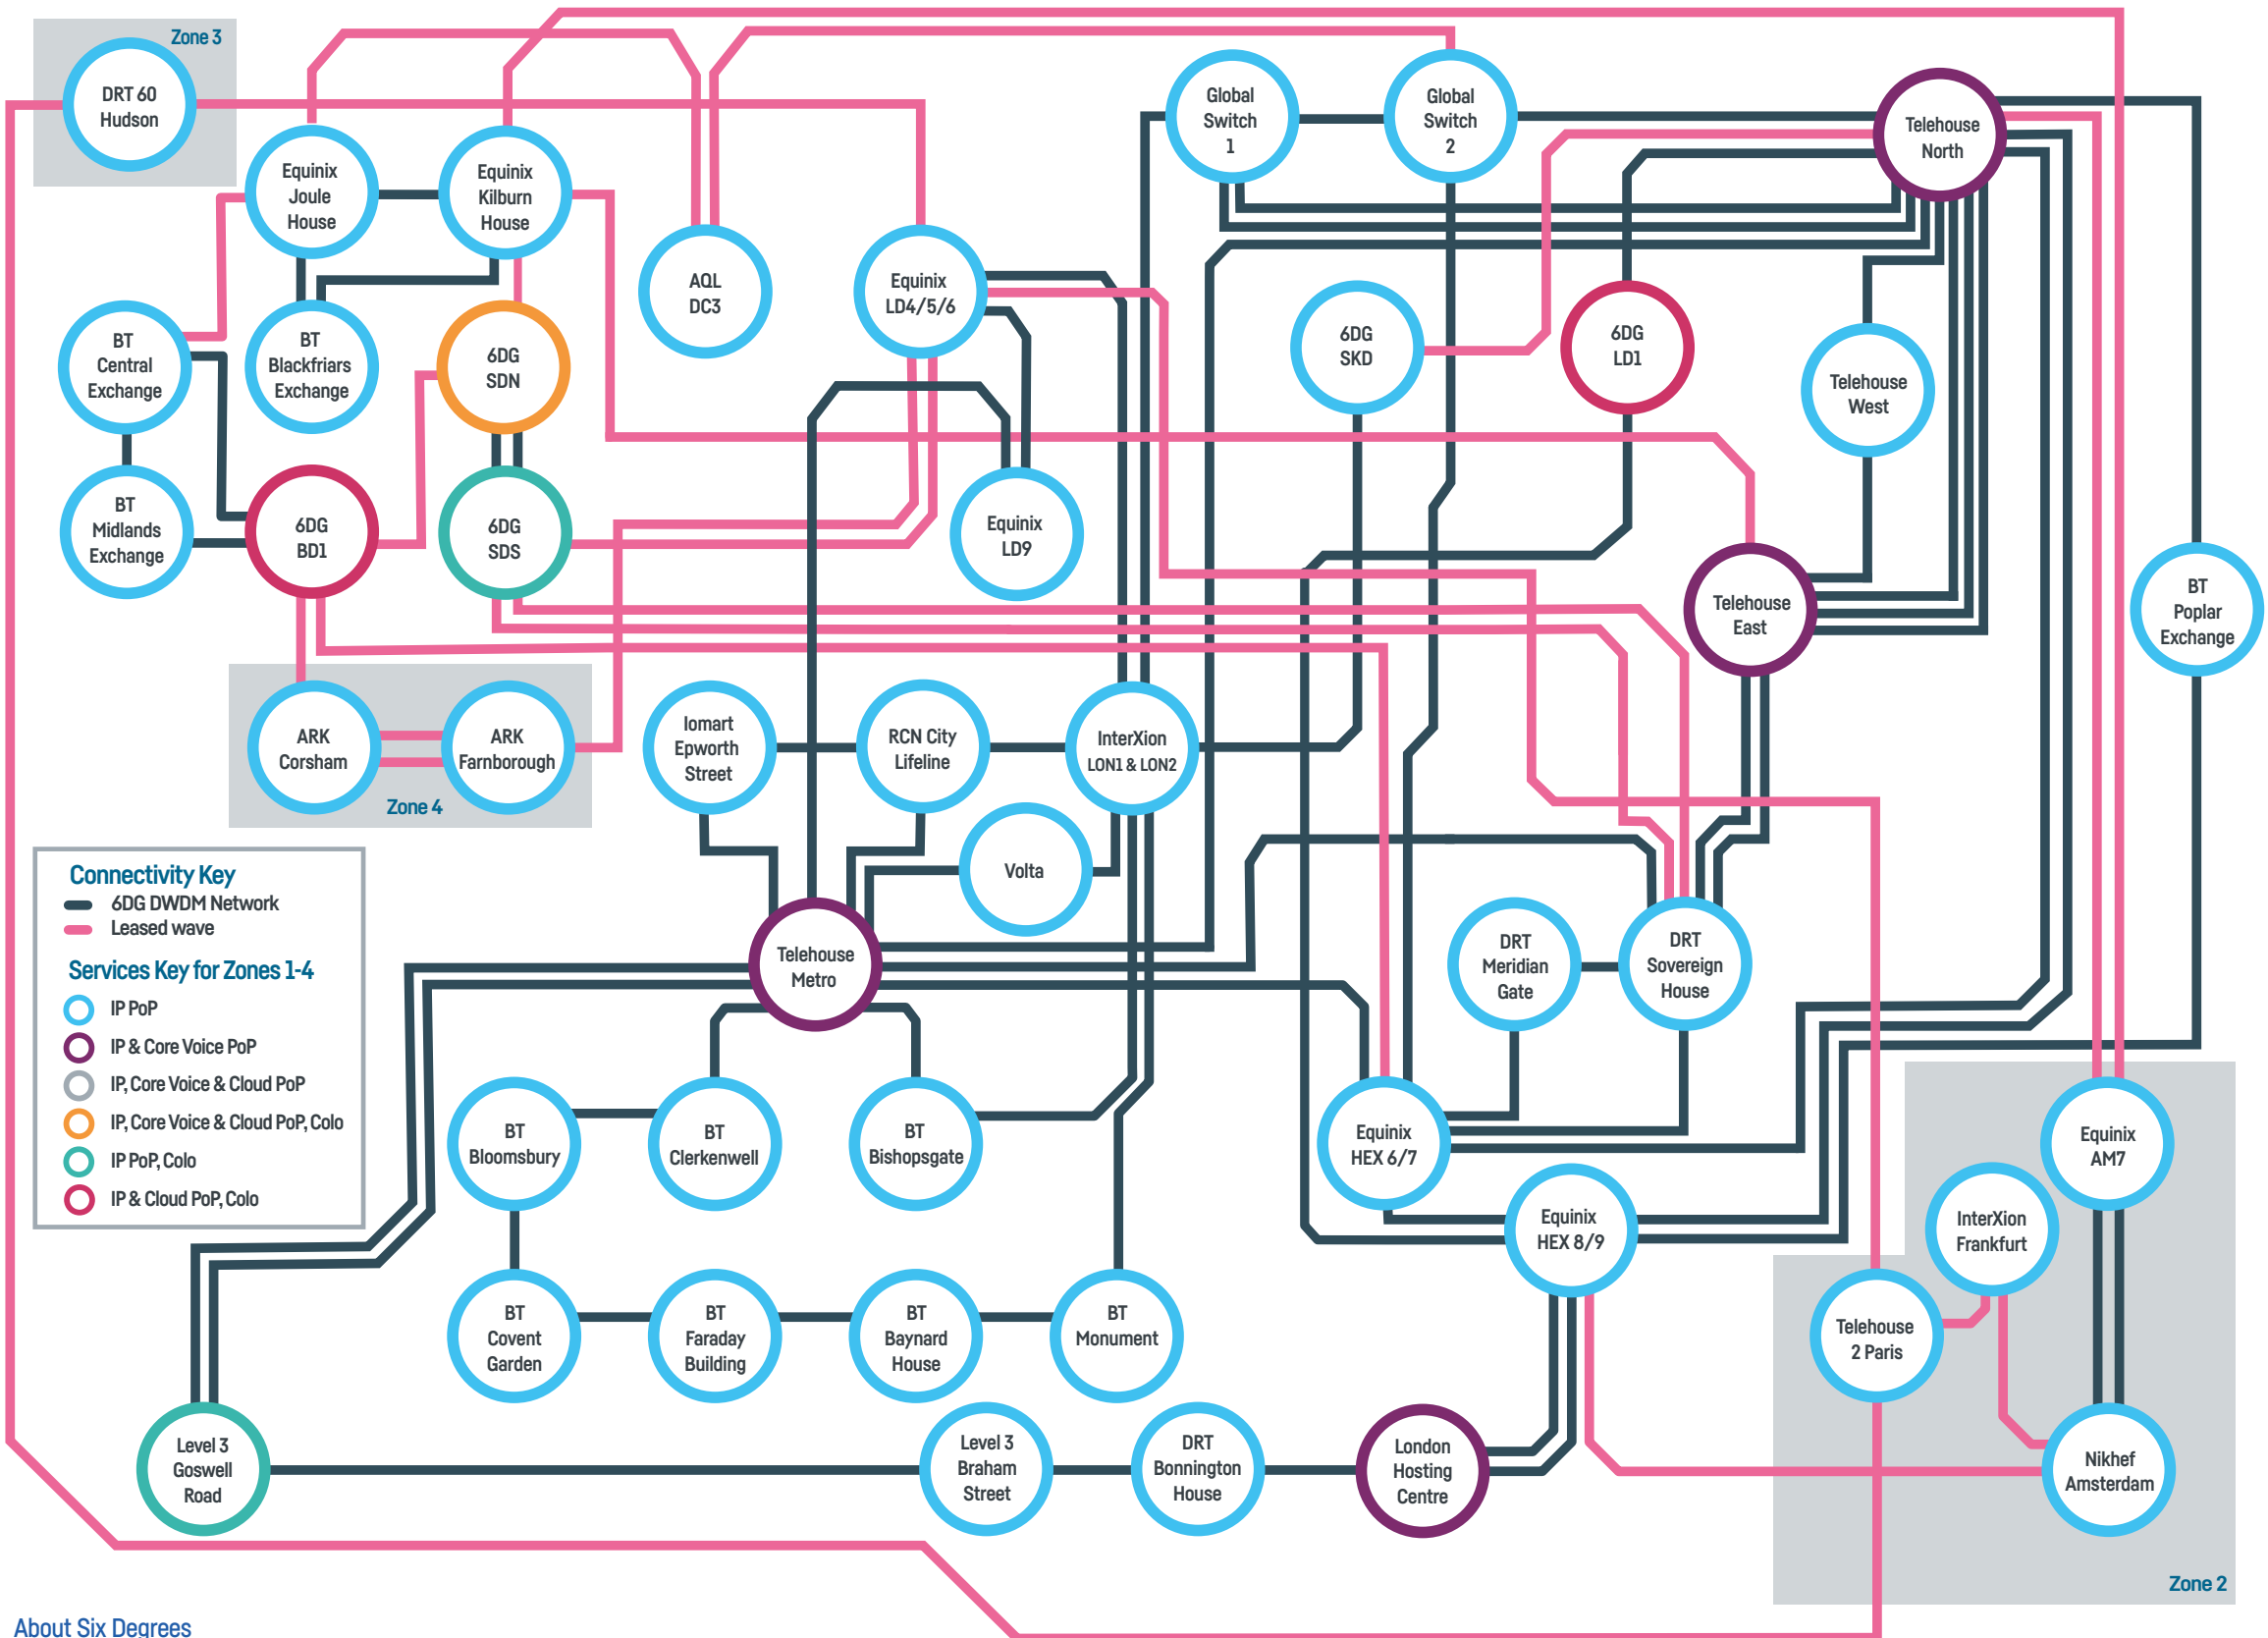 Zone 3
DRT 60
Hudson
Global
Switch
1
Global
Switch
2
Telehouse
North
Equinix
Joule
House
Equinix
Kilburn
House
AQL
DC3
Equinix
LD4/5/6
6DG
SKD
6DG
LD1
Telehouse
West
BT
Central
Exchange
BT
Blackfriars
Exchange
6DG
SDN
BT
Midlands
Exchange
6DG
BD1
6DG
SDS
Equinix
LD9
Telehouse
East
BT
Poplar
Exchange
ARK
Corsham
ARK
Farnborough
Zone 4
Iomart
Epworth
Street
RCN City
Lifeline
InterXion
LON1 & LON2
Volta
Connectivity Key
6DG DWDM Network
Leased wave
Services Key for Zones 1-4
IP PoP
IP & Core Voice PoP
IP, Core Voice & Cloud PoP
IP, Core Voice & Cloud PoP, Colo
IP PoP, Colo
IP & Cloud PoP, Colo
Telehouse
Metro
DRT
Meridian
Gate
DRT
Sovereign
House
BT
Bloomsbury
BT
Clerkenwell
BT
Bishopsgate
Equinix
HEX 6/7
Equinix
HEX 8/9
Equinix
AM7
InterXion
Frankfurt
BT
Covent
Garden
BT
Faraday
Building
BT
Baynard
House
BT
Monument
Telehouse
2 Paris
Level 3
Goswell
Road
Level 3
Braham
Street
DRT
Bonnington
House
London
Hosting
Centre
Nikhef
Amsterdam
Zone 2
About Six Degrees